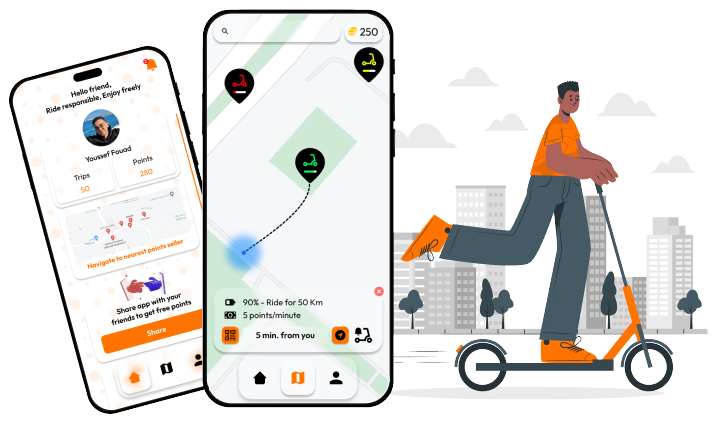 Hello friend,
Ride responsible, Enjoy freely
Youssef Fouad
Trips
50
Points
280
Navigate to nearest points seller
Share app with your
friends to get free points
Share
250
90% - Ride for 50 Km
5 points/minute
5 min. from you